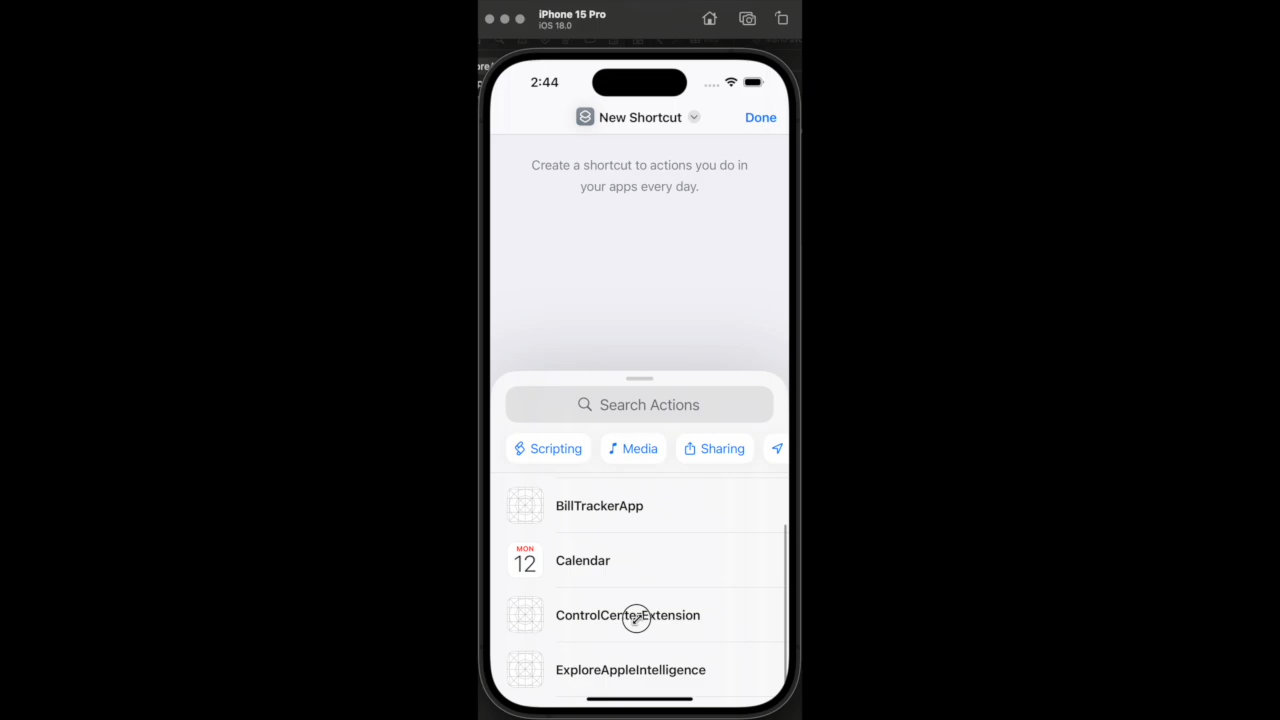 iPhone 15 Pro
iOS 18.0
2:44
New Shortcut
Done
Create a shortcut to actions you do in
your apps every day.
Search Actions
Scripting
Media
Sharing
BillTrackerApp
MON
12
Calendar
ControlCenterExtension
ExploreAppleIntelligence